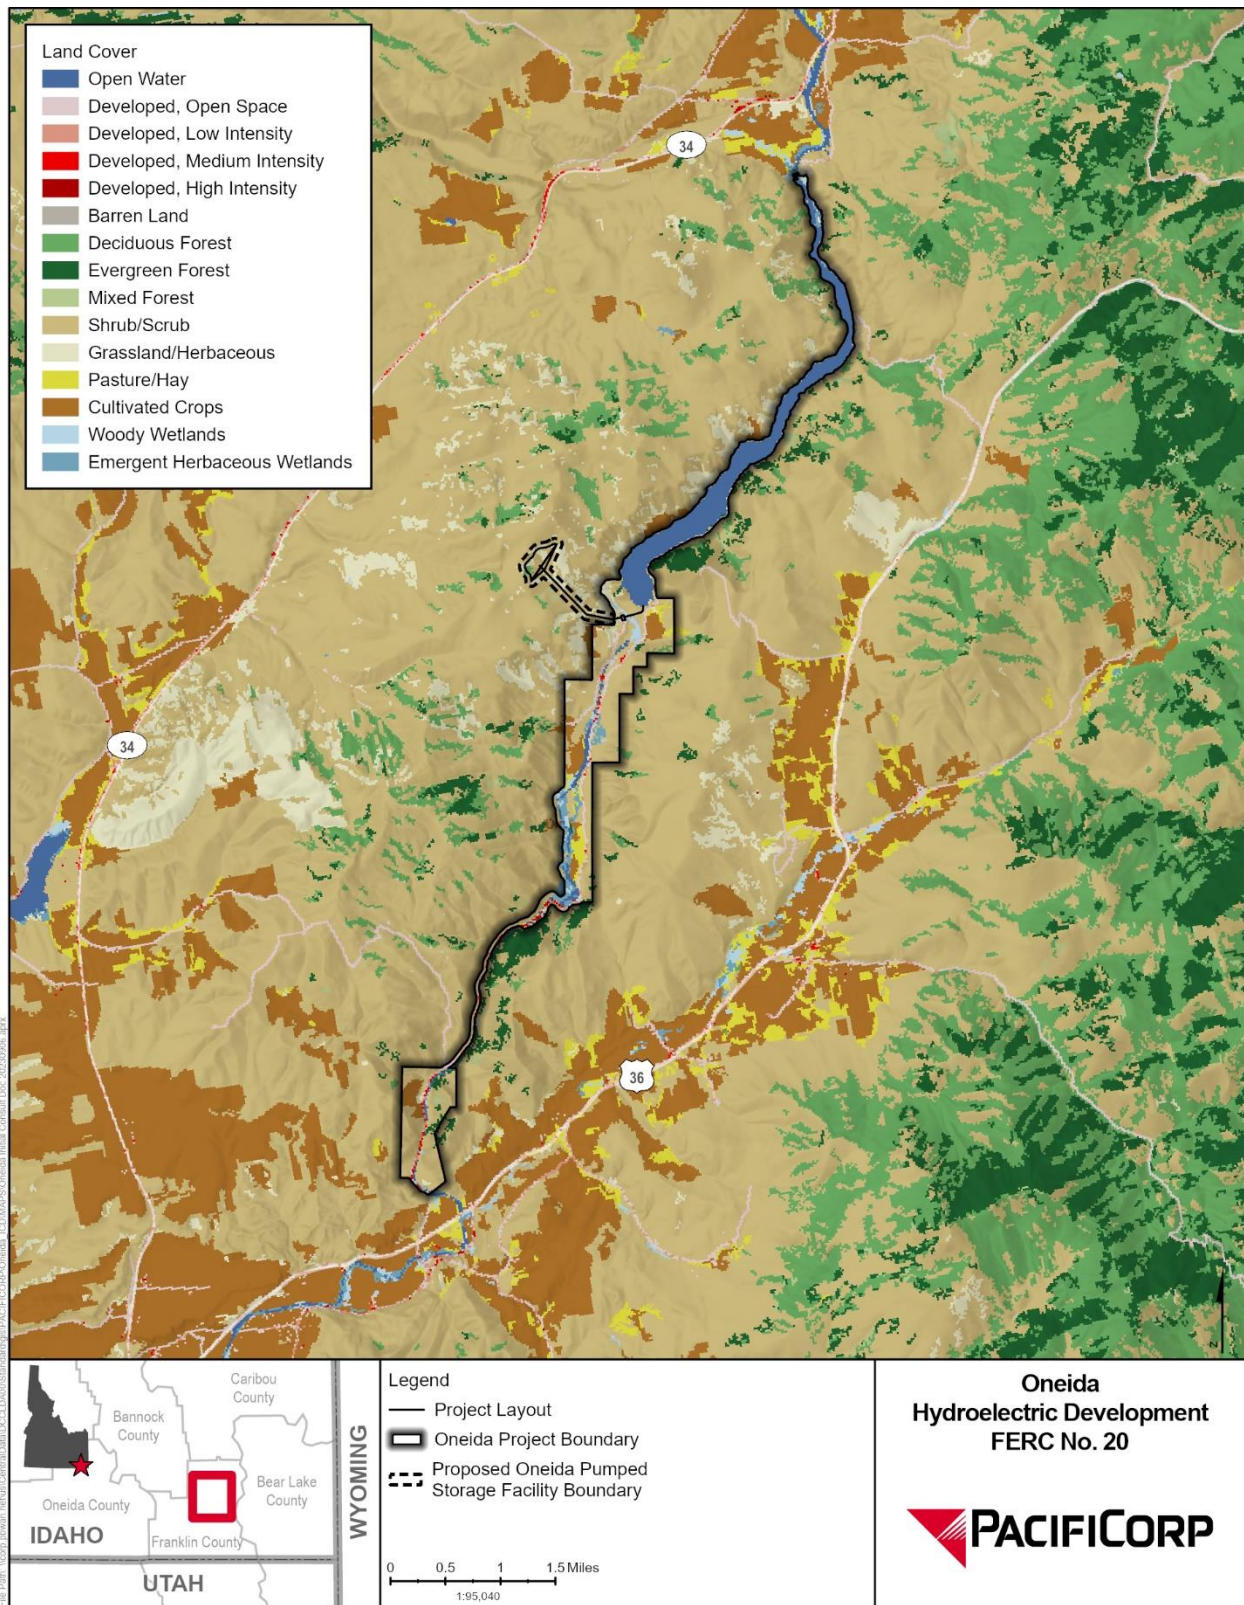 Land Cover
Open Water
Developed, Open Space
Developed, Low Intensity
Developed, Medium Intensity
Developed, High Intensity
Barren Land
Deciduous Forest
Evergreen Forest
Mixed Forest
Shrub/Scrub
Grassland/Herbaceous
Pasture/Hay
Cultivated Crops
Woody Wetlands
Emergent Herbaceous Wetlands
34
34
36
Caribou
County
Bannock
County
Bear Lake
County
Oneida County
Franklin County
IDAHO
UTAH
WYOMING
Legend
Project Layout
Oneida Project Boundary
Proposed Oneida Pumped
Storage Facility Boundary
0 0.5 1 1.5 Miles
1:95,040
Oneida
Hydroelectric Development
FERC No. 20
PACIFICORP